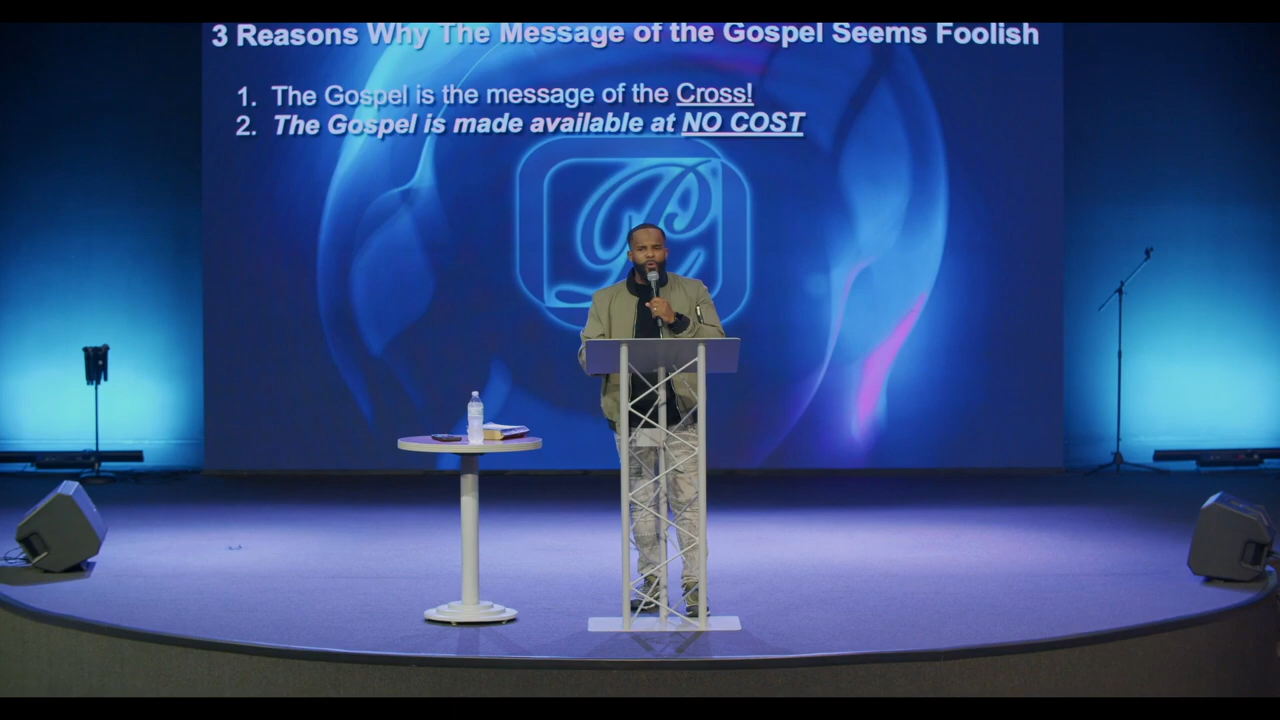 3 Reasons Why The Message of the Gospel Seems Foolish
1. The Gospel is the message of the Cross!
2. The Gospel is made available at NO COST